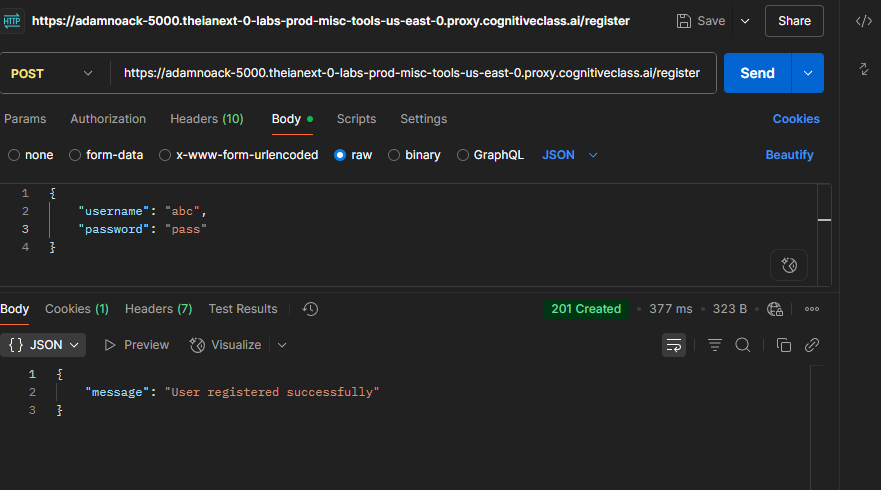 HTTP https://adamnoack-5000.theianext-0-labs-prod-misc-tools-us-east-0.proxy.cognitiveclass.ai/register Save Share
POST https://adamnoack-5000.theianext-0-labs-prod-misc-tools-us-east-0.proxy.cognitiveclass.ai/register Send
Params Authorization Headers (10) Body Scripts Settings Cookies
none form-data x-www-form-urlencoded raw binary GraphQL JSON Beautify
1 {
2 "username": "abc",
3 "password": "pass"
4 }
Body Cookies (1) Headers (7) Test Results 201 Created 377 ms 323 B
{} JSON Preview Visualize
1 {
2 "message": "User registered successfully"
3 }